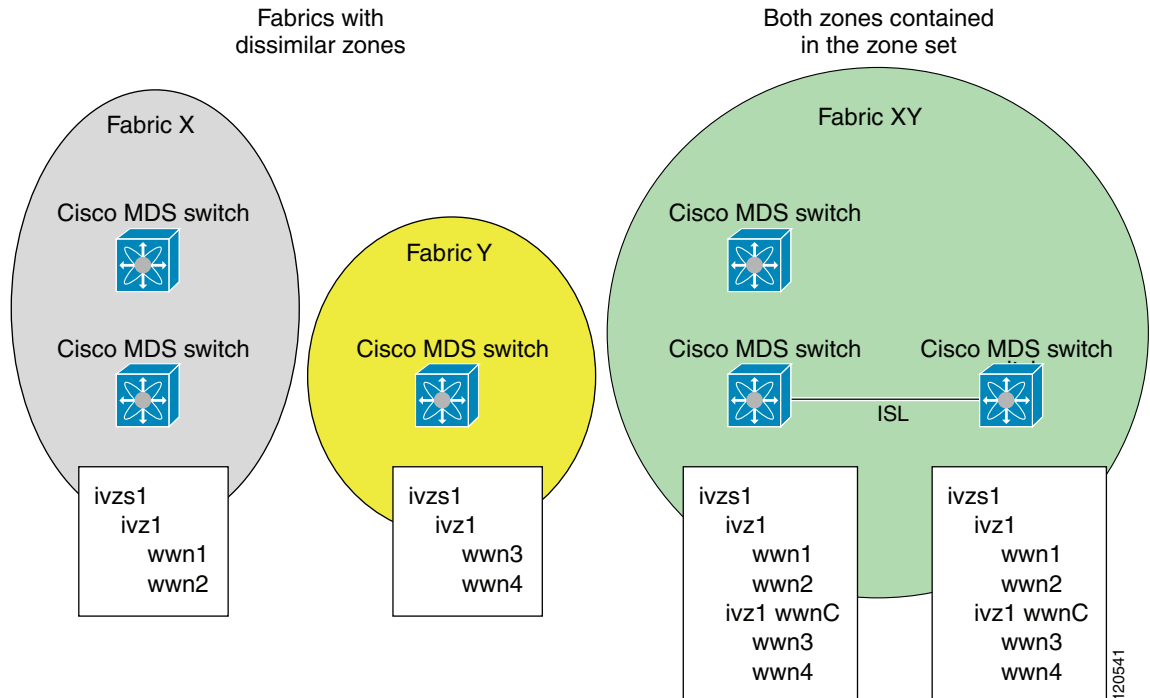 Fabrics with
dissimilar zones
Both zones contained
in the zone set
Fabric X
Cisco MDS switch
Cisco MDS switch
ivzs1
ivz1
wwn1
wwn2
Fabric Y
Cisco MDS switch
ivzs1
ivz1
wwn3
wwn4
Fabric XY
Cisco MDS switch
Cisco MDS switch
Cisco MDS switch
ISL
ivzs1
ivz1
wwn1
wwn2
ivz1 wwnC
wwn3
wwn4
ivzs1
ivz1
wwn1
wwn2
ivz1 wwnC
wwn3
wwn4
120541